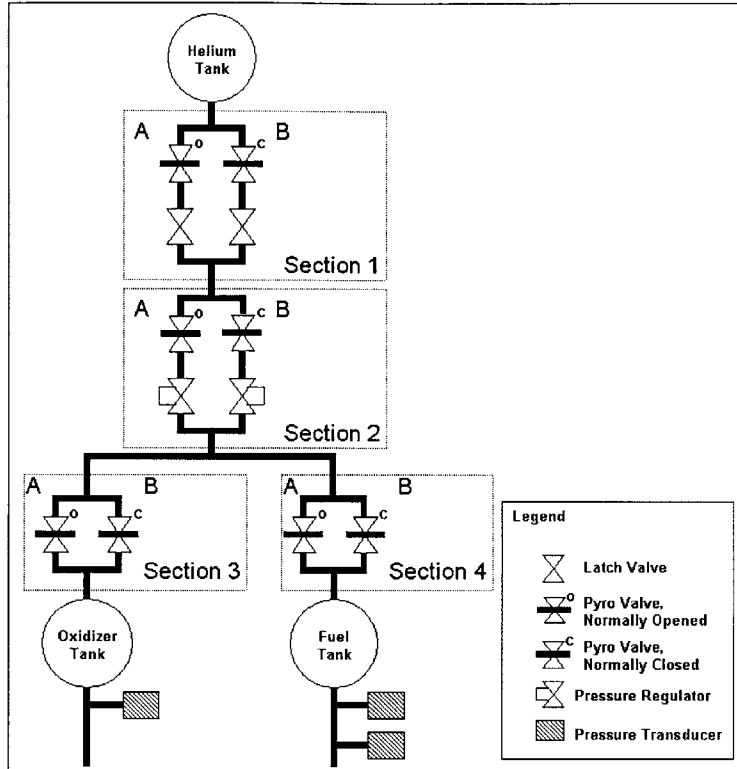 Helium
Tank
A
B
O
C
Section 1
A
B
O
C
Section 2
A
B
O
C
Section 3
A
B
O
C
Section 4
Oxidizer
Tank
Fuel
Tank
Legend
Latch Valve
O
Pyro Valve,
Normally Opened
C
Pyro Valve,
Normally Closed
Pressure Regulator
Pressure Transducer